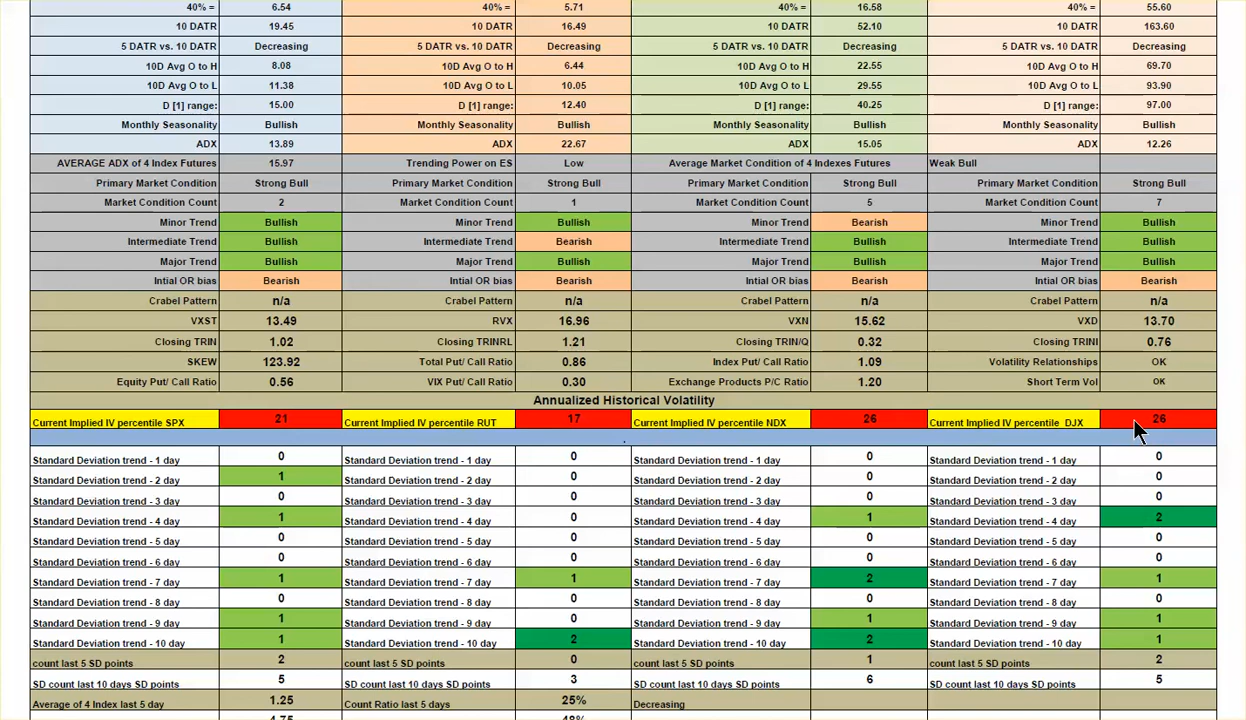 40% = 6.54 40% = 5.71 40% = 16.58 40% = 55.60
10 DATR 19.45 10 DATR 16.49 10 DATR 52.10 10 DATR 163.60
5 DATR vs. 10 DATR Decreasing 5 DATR vs. 10 DATR Decreasing 5 DATR vs. 10 DATR Decreasing 5 DATR vs. 10 DATR Decreasing
10D Avg O to H 8.08 10D Avg O to H 6.44 10D Avg O to H 22.55 10D Avg O to H 69.70
10D Avg O to L 11.38 10D Avg O to L 10.05 10D Avg O to L 29.55 10D Avg O to L 93.90
D [1] range: 15.00 D [1] range: 12.40 D [1] range: 40.25 D [1] range: 97.00
Monthly Seasonality Bullish Monthly Seasonality Bullish Monthly Seasonality Bullish Monthly Seasonality Bullish
ADX 13.89 ADX 22.67 ADX 15.05 ADX 12.26
AVERAGE ADX of 4 Index Futures 15.97 Trending Power on ES Low Average Market Condition of 4 Indexes Futures Weak Bull
Primary Market Condition Strong Bull Primary Market Condition Strong Bull Primary Market Condition Strong Bull Primary Market Condition Strong Bull
Market Condition Count 2 Market Condition Count 1 Market Condition Count 5 Market Condition Count 7
Minor Trend Bullish Minor Trend Bullish Minor Trend Bearish Minor Trend Bullish
Intermediate Trend Bullish Intermediate Trend Bearish Intermediate Trend Bullish Intermediate Trend Bullish
Major Trend Bullish Major Trend Bullish Major Trend Bullish Major Trend Bullish
Intial OR bias Bearish Intial OR bias Bearish Intial OR bias Bearish Intial OR bias Bearish
Crabel Pattern n/a Crabel Pattern n/a Crabel Pattern n/a Crabel Pattern n/a
VXST 13.49 RVX 16.96 VXN 15.62 VXD 13.70
Closing TRIN 1.02 Closing TRINRL 1.21 Closing TRIN/Q 0.32 Closing TRINI 0.76
SKEW 123.92 Total Put/ Call Ratio 0.86 Index Put/ Call Ratio 1.09 Volatility Relationships OK
Equity Put/ Call Ratio 0.56 VIX Put/ Call Ratio 0.30 Exchange Products P/C Ratio 1.20 Short Term Vol OK
Annualized Historical Volatility
Current Implied IV percentile SPX 21 Current Implied IV percentile RUT 17 Current Implied IV percentile NDX 26 Current Implied IV percentile DJX 26
.
Standard Deviation trend - 1 day 0 Standard Deviation trend - 1 day 0 Standard Deviation trend - 1 day 0 Standard Deviation trend - 1 day 0
Standard Deviation trend - 2 day 1 Standard Deviation trend - 2 day 0 Standard Deviation trend - 2 day 0 Standard Deviation trend - 2 day 0
Standard Deviation trend - 3 day 0 Standard Deviation trend - 3 day 0 Standard Deviation trend - 3 day 0 Standard Deviation trend - 3 day 0
Standard Deviation trend - 4 day 1 Standard Deviation trend - 4 day 0 Standard Deviation trend - 4 day 1 Standard Deviation trend - 4 day 2
Standard Deviation trend - 5 day 0 Standard Deviation trend - 5 day 0 Standard Deviation trend - 5 day 0 Standard Deviation trend - 5 day 0
Standard Deviation trend - 6 day 0 Standard Deviation trend - 6 day 0 Standard Deviation trend - 6 day 0 Standard Deviation trend - 6 day 0
Standard Deviation trend - 7 day 1 Standard Deviation trend - 7 day 1 Standard Deviation trend - 7 day 2 Standard Deviation trend - 7 day 1
Standard Deviation trend - 8 day 0 Standard Deviation trend - 8 day 0 Standard Deviation trend - 8 day 0 Standard Deviation trend - 8 day 0
Standard Deviation trend - 9 day 1 Standard Deviation trend - 9 day 0 Standard Deviation trend - 9 day 1 Standard Deviation trend - 9 day 1
Standard Deviation trend - 10 day 1 Standard Deviation trend - 10 day 2 Standard Deviation trend - 10 day 2 Standard Deviation trend - 10 day 1
count last 5 SD points 2 count last 5 SD points 0 count last 5 SD points 1 count last 5 SD points 2
SD count last 10 days SD points 5 SD count last 10 days SD points 3 SD count last 10 days SD points 6 SD count last 10 days SD points 5
Average of 4 Index last 5 day 1.25 Count Ratio last 5 days 25% Decreasing
4.75 48%